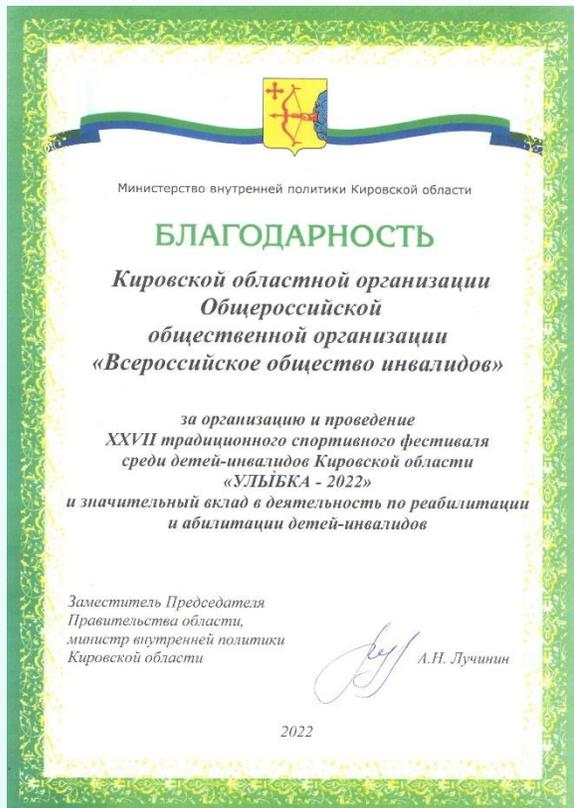 Министерство внутренней политики Кировской области
БЛАГОДАРНОСТЬ
Кировской областной организации
Общероссийской
общественной организации
«Всероссийское общество инвалидов»
за организацию и проведение
XXVII традиционного спортивного фестиваля
среди детей-инвалидов Кировской области
«УЛЫБКА - 2022»
и значительный вклад в деятельность по реабилитации
и абилитации детей-инвалидов
Заместитель Председателя
Правительства области,
министр внутренней политики
Кировской области
А.Н. Лучинин
2022